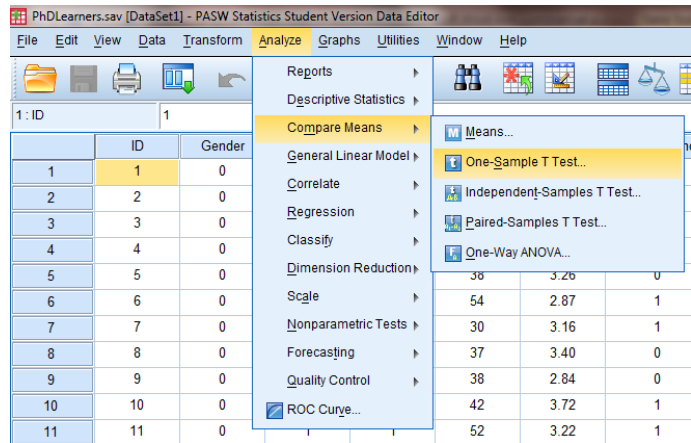 PhDLearners.sav [DataSet1] - PASW Statistics Student Version Data Editor
File Edit View Data Transform Analyze Graphs Utilities Window Help
1 : ID 1
Reports
Descriptive Statistics
Compare Means
General Linear Model
Correlate
Regression
Classify
Dimension Reduction
Scale
Nonparametric Tests
Forecasting
Quality Control
ROC Curve...
Means...
One-Sample T Test...
Independent-Samples T Test...
Paired-Samples T Test...
One-Way ANOVA...
ID Gender
1 1 0
2 2 0
3 3 0
4 4 0
5 5 0 38 3.26 0
6 6 0 54 2.87 1
7 7 0 30 3.16 1
8 8 0 37 3.40 0
9 9 0 38 2.84 0
10 10 0 42 3.72 1
11 11 0 1 1 52 3.22 1